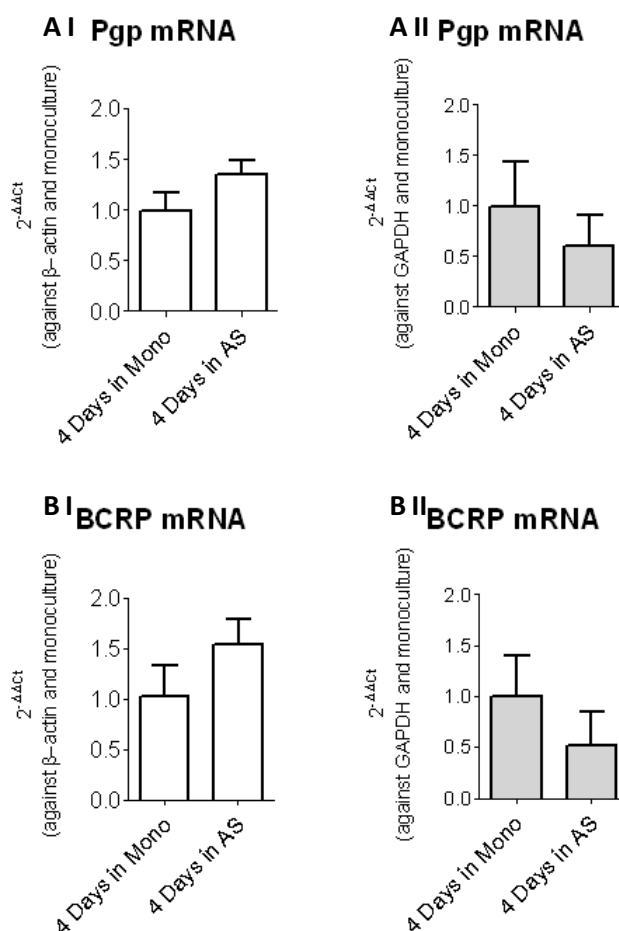 A I Pgp mRNA
2-ΔΔCt
(against β-actin and monoculture)
2.0
1.5
1.0
0.5
0.0
4 Days in Mono
4 Days in AS
A II Pgp mRNA
2-ΔΔCt
(against GAPDH and monoculture)
2.0
1.5
1.0
0.5
0.0
4 Days in Mono
4 Days in AS
B I BCRP mRNA
2-ΔΔCt
(against β-actin and monoculture)
2.0
1.5
1.0
0.5
0.0
4 Days in Mono
4 Days in AS
B II BCRP mRNA
2-ΔΔCt
(against GAPDH and monoculture)
2.0
1.5
1.0
0.5
0.0
4 Days in Mono
4 Days in AS